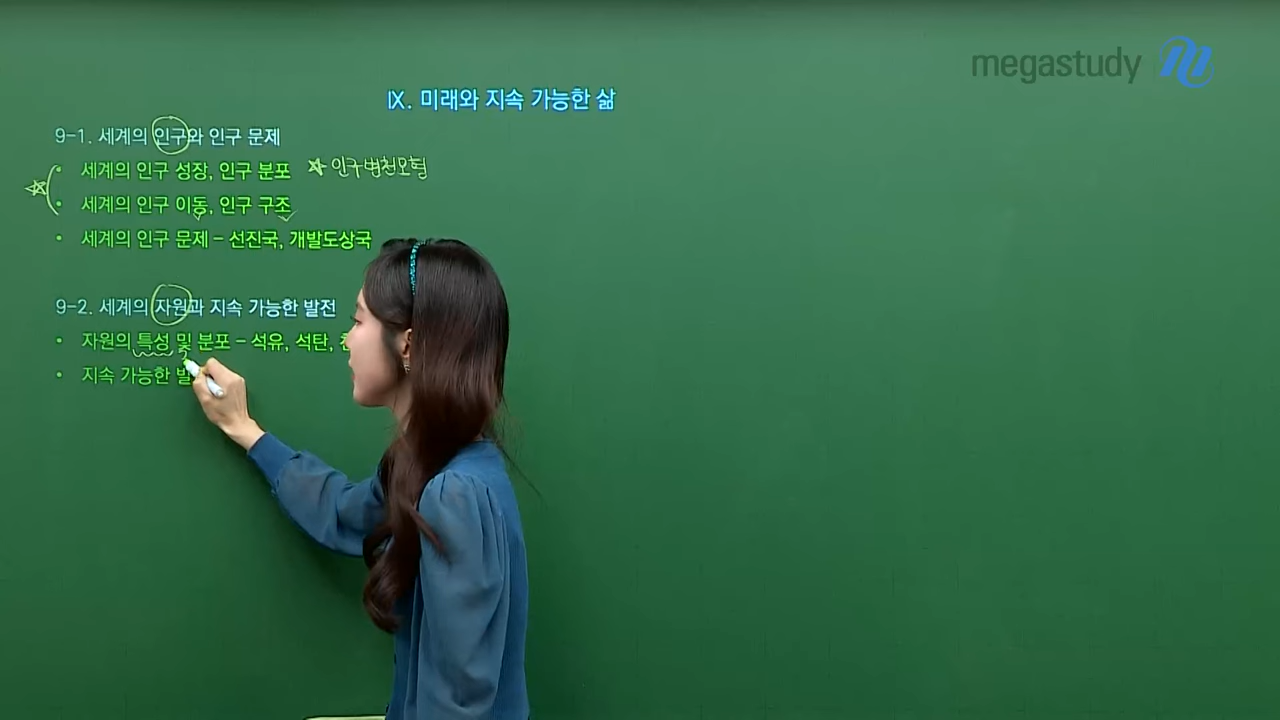 megastudy
Ⅸ. 미래와 지속 가능한 삶
9-1. 세계의 인구와 인구 문제
• 세계의 인구 성장, 인구 분포 ☆ 인구변천모형
• 세계의 인구 이동, 인구 구조
• 세계의 인구 문제 – 선진국, 개발도상국
9-2. 세계의 자원과 지속 가능한 발전
• 자원의 특성 및 분포 – 석유, 석탄,
• 지속 가능한